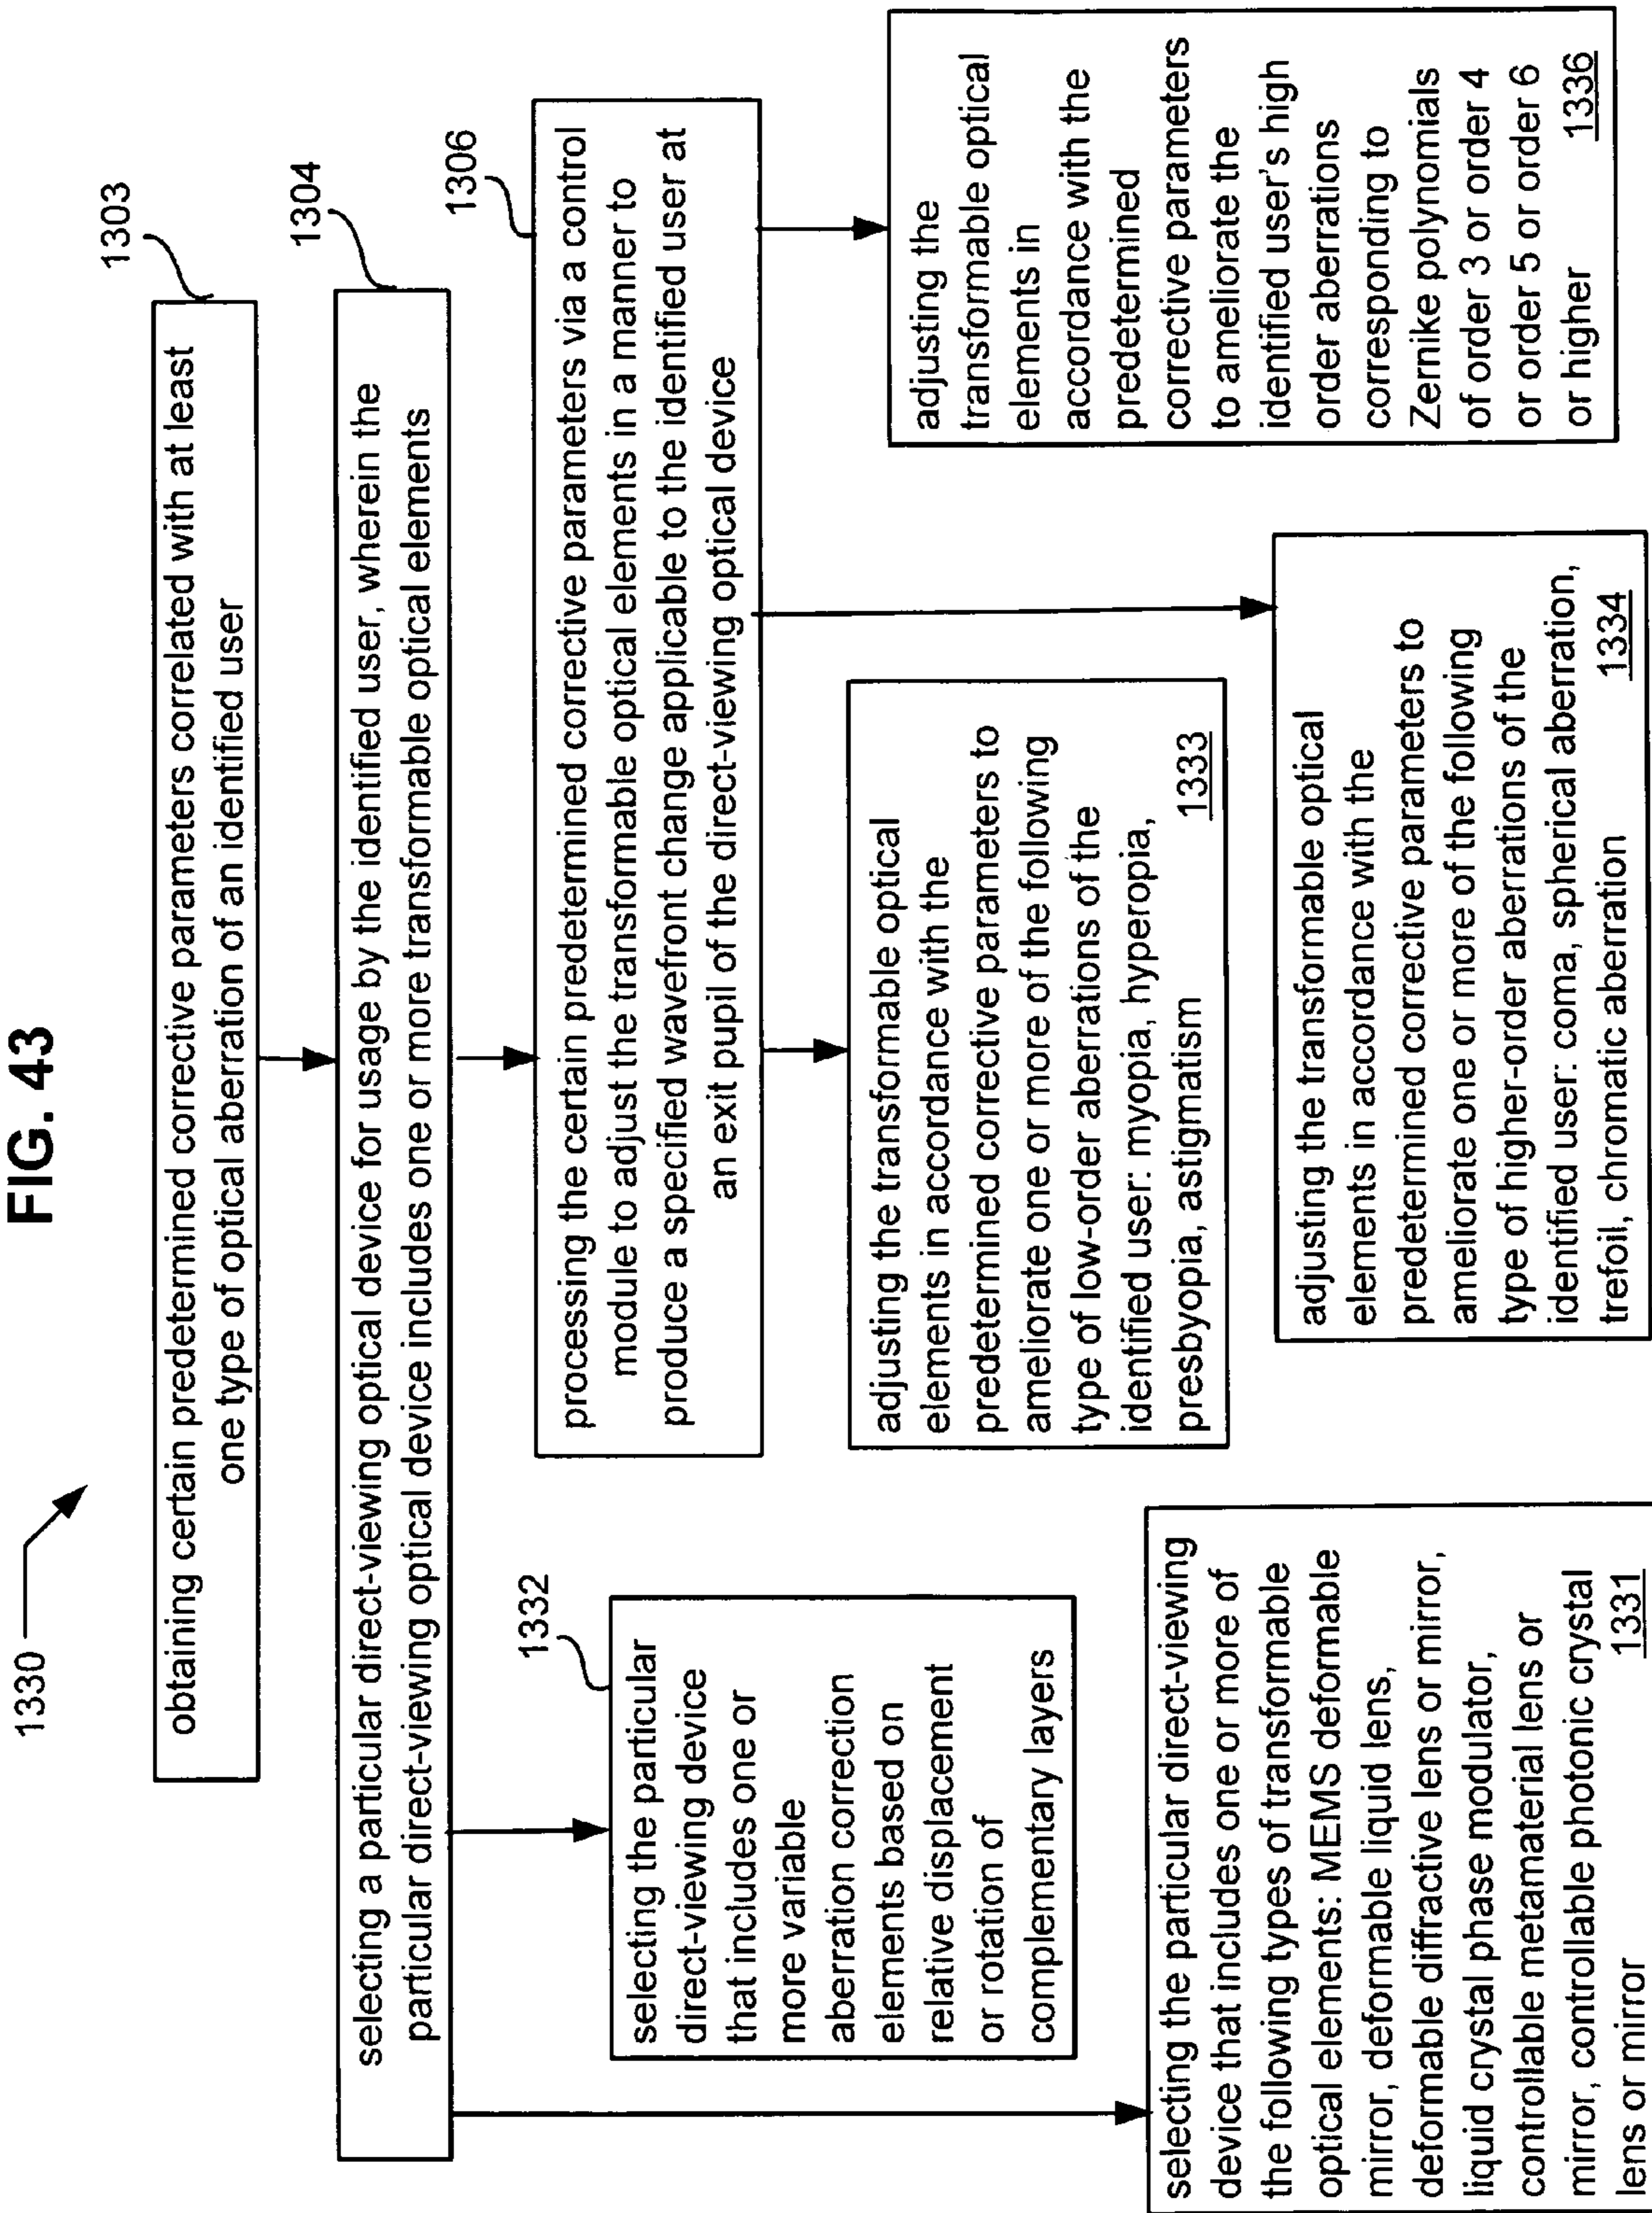 FIG. 43
1330
1303
obtaining certain predetermined corrective parameters correlated with at least
one type of optical aberration of an identified user
1304
selecting a particular direct-viewing optical device for usage by the identified user, wherein the
particular direct-viewing optical device includes one or more transformable optical elements
1306
processing the certain predetermined corrective parameters via a control
module to adjust the transformable optical elements in a manner to
produce a specified wavefront change applicable to the identified user at
an exit pupil of the direct-viewing optical device
1332
selecting the particular
direct-viewing device
that includes one or
more variable
aberration correction
elements based on
relative displacement
or rotation of
complementary layers
selecting the particular direct-viewing
device that includes one or more of
the following types of transformable
optical elements: MEMS deformable
mirror, deformable liquid lens,
deformable diffractive lens or mirror,
liquid crystal phase modulator,
controllable metamaterial lens or
mirror, controllable photonic crystal
lens or mirror 1331
adjusting the transformable optical
elements in accordance with the
predetermined corrective parameters to
ameliorate one or more of the following
type of low-order aberrations of the
identified user: myopia, hyperopia,
presbyopia, astigmatism 1333
adjusting the transformable optical
elements in accordance with the
predetermined corrective parameters to
ameliorate one or more of the following
type of higher-order aberrations of the
identified user: coma, spherical aberration,
trefoil, chromatic aberration 1334
adjusting the
transformable optical
elements in
accordance with the
predetermined
corrective parameters
to ameliorate the
identified user's high
order aberrations
corresponding to
Zernike polynomials
of order 3 or order 4
or order 5 or order 6
or higher 1336